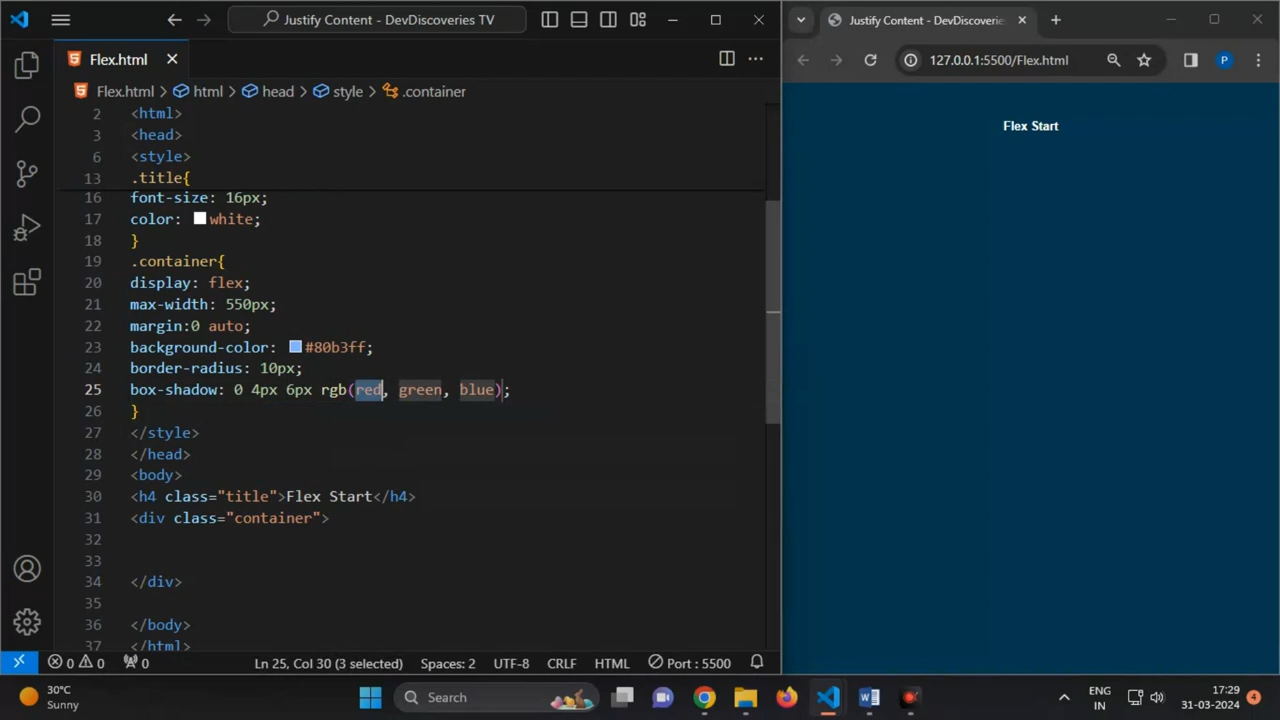 Justify Content - DevDiscoveries TV
Justify Content - DevDiscoverie
Flex.html
127.0.0.1:5500/Flex.html
P
Flex.html > html > head > style > .container
2 <html>
3 <head>
6 <style>
13 .title{
16 font-size: 16px;
17 color: white;
18 }
19 .container{
20 display: flex;
21 max-width: 550px;
22 margin:0 auto;
23 background-color: #80b3ff;
24 border-radius: 10px;
25 box-shadow: 0 4px 6px rgb(red, green, blue);
26 }
27 </style>
28 </head>
29 <body>
30 <h4 class="title">Flex Start</h4>
31 <div class="container">
32
33
34 </div>
35
36 </body>
37 </html>
Flex Start
0 0 0 Ln 25, Col 30 (3 selected) Spaces: 2 UTF-8 CRLF HTML Port : 5500
30°C
Sunny
Search
ENG
IN
17:29
31-03-2024
4